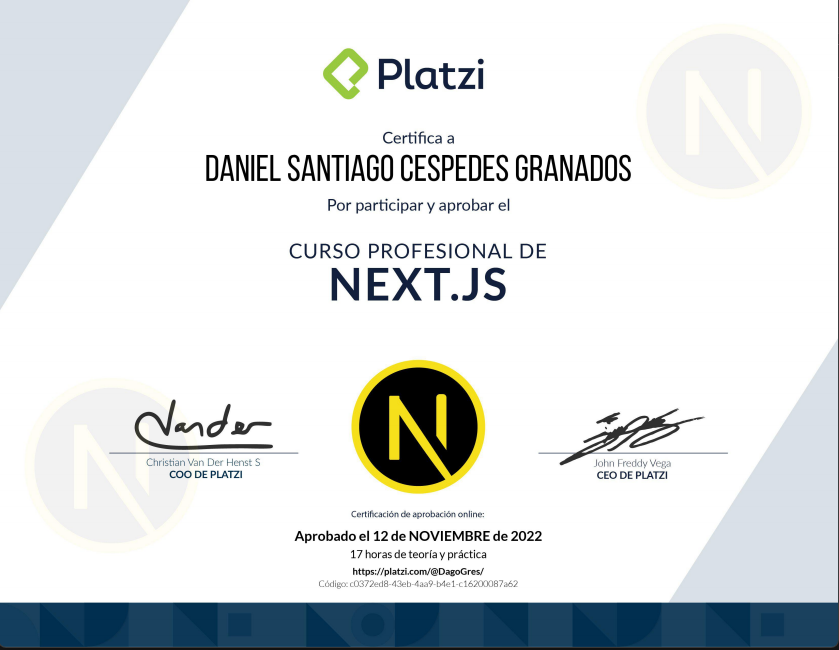 Platzi
Certifica a
DANIEL SANTIAGO CESPEDES GRANADOS
Por participar y aprobar el
CURSO PROFESIONAL DE
NEXT.JS
Vander
Christian Van Der Henst S
COO DE PLATZI
John Freddy Vega
CEO DE PLATZI
Certificación de aprobación online:
Aprobado el 12 de NOVIEMBRE de 2022
17 horas de teoría y práctica
https://platzi.com/@DagoGres/
Código: c0372ed8-43eb-4aa9-b4e1-c16200087a62